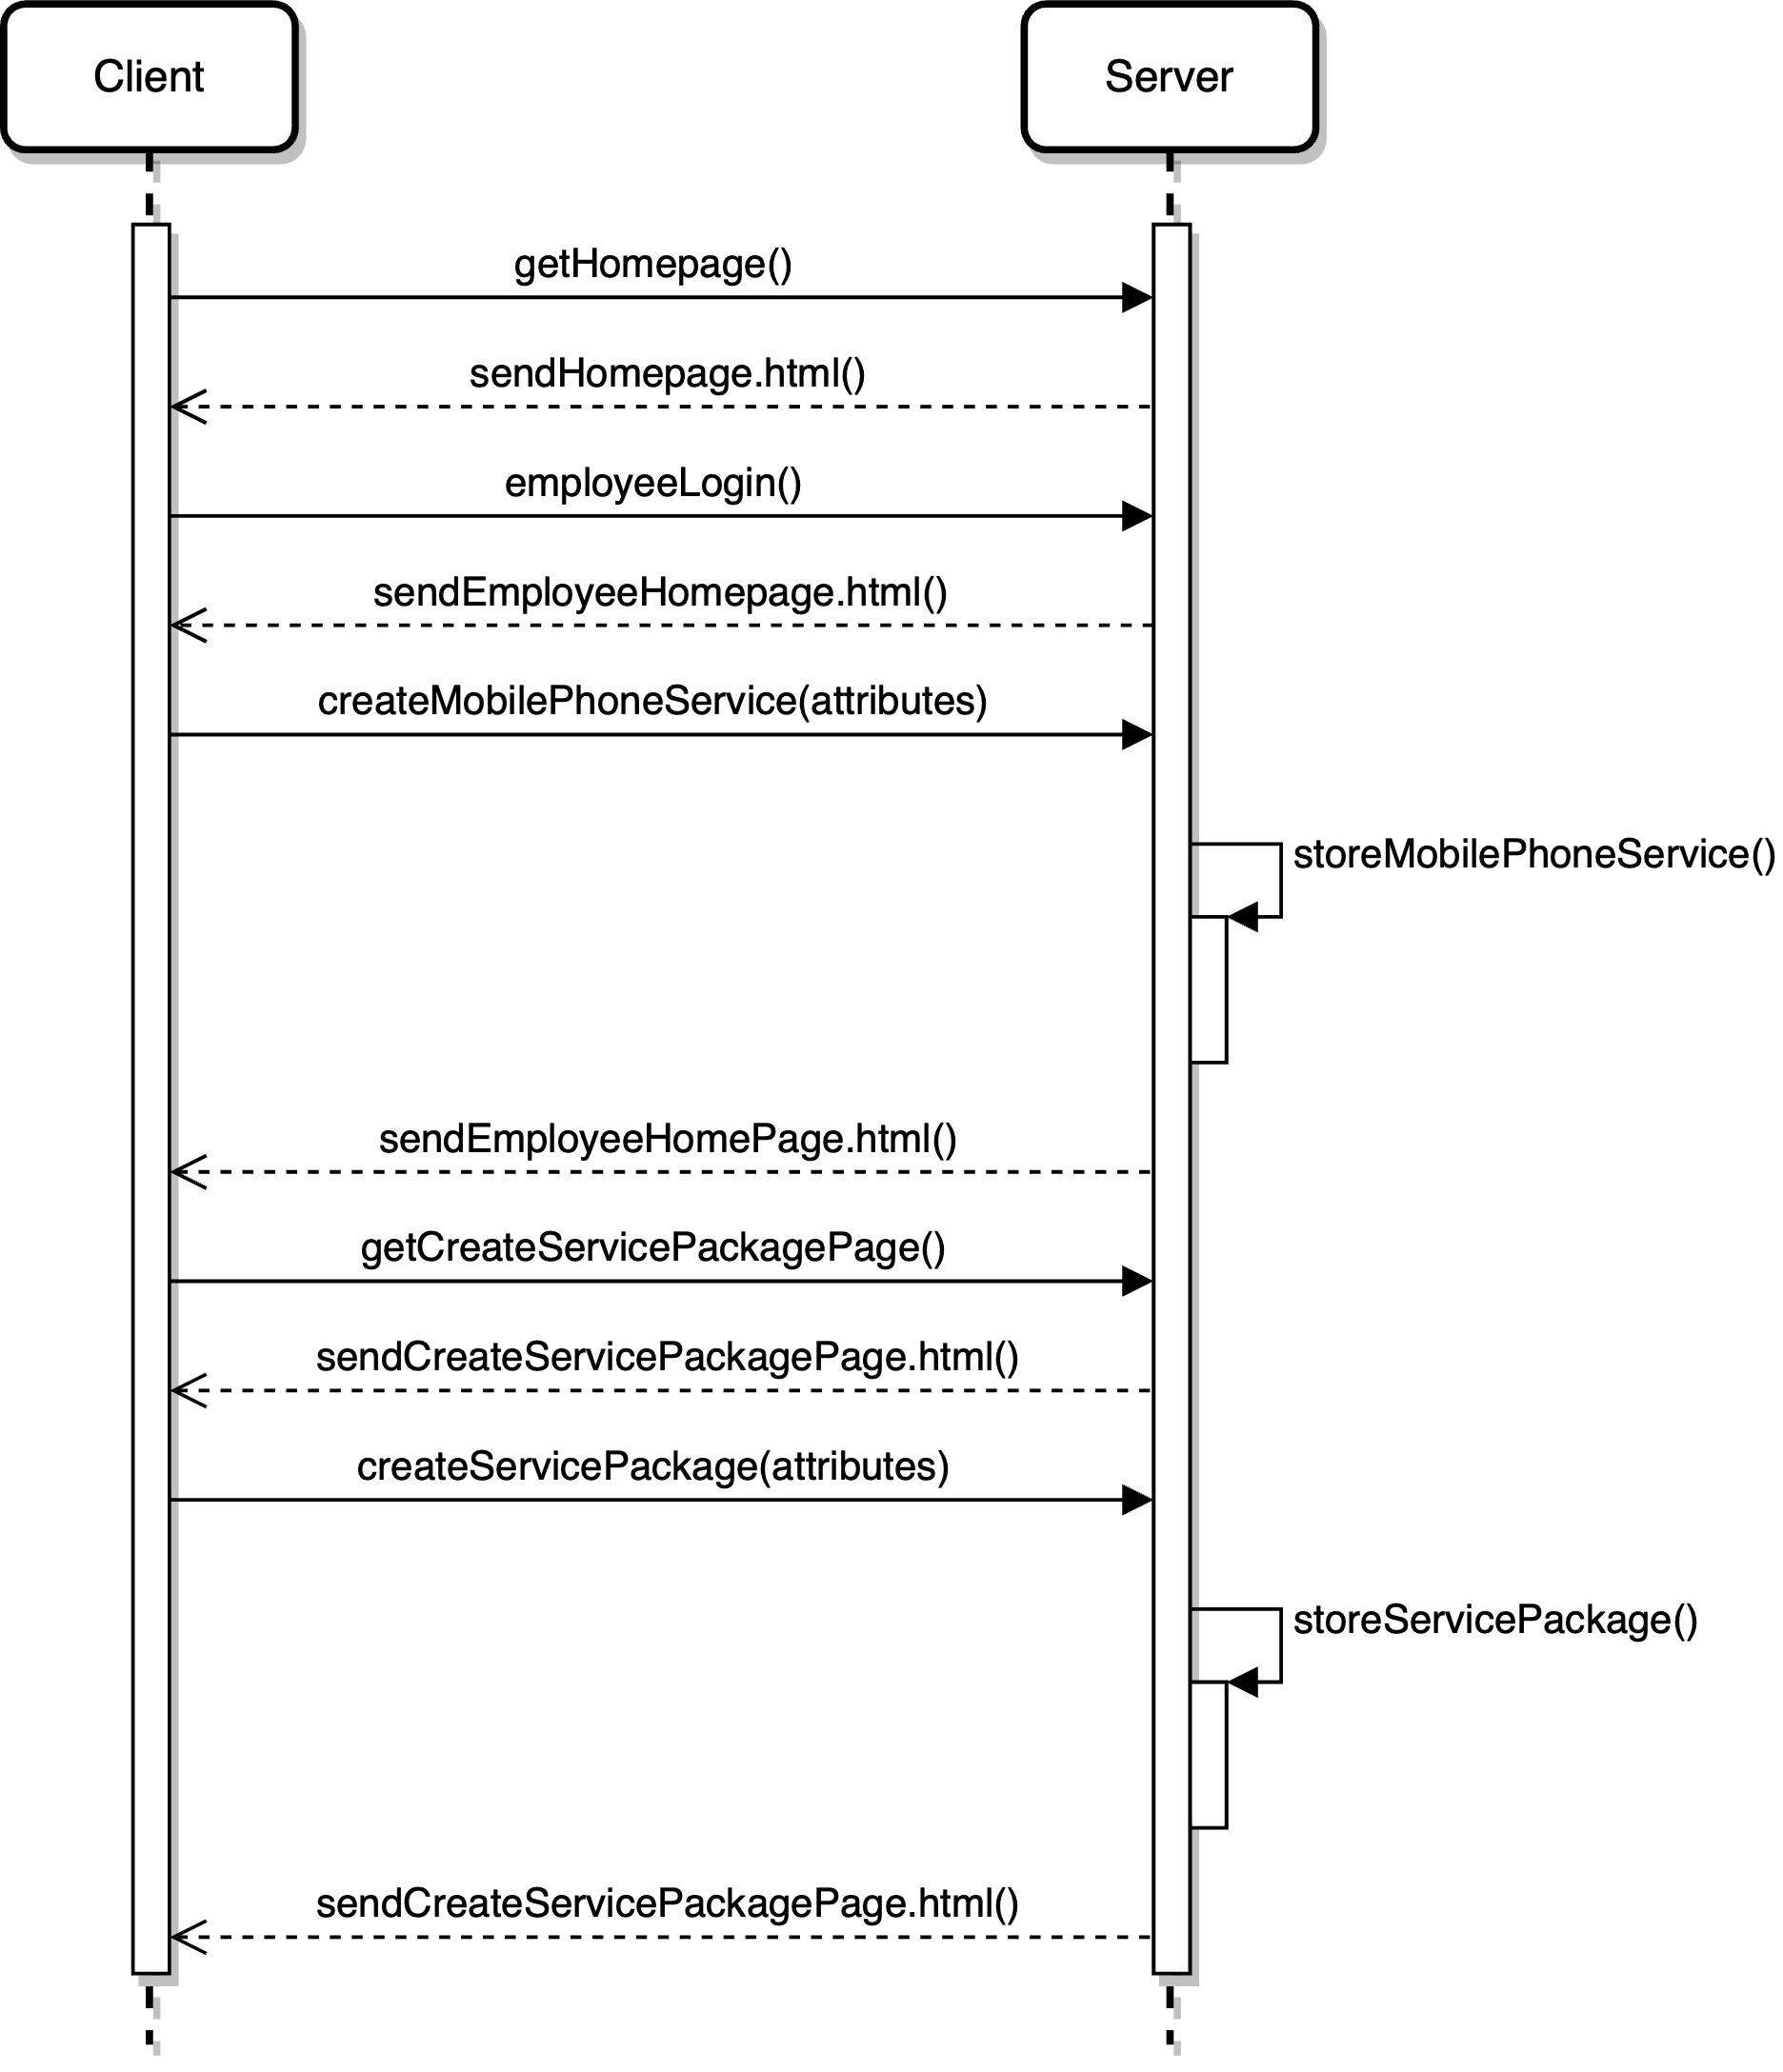 Client
Server
getHomepage()
sendHomepage.html()
employeeLogin()
sendEmployeeHomepage.html()
createMobilePhoneService(attributes)
storeMobilePhoneService()
sendEmployeeHomePage.html()
getCreateServicePackagePage()
sendCreateServicePackagePage.html()
createServicePackage(attributes)
storeServicePackage()
sendCreateServicePackagePage.html()